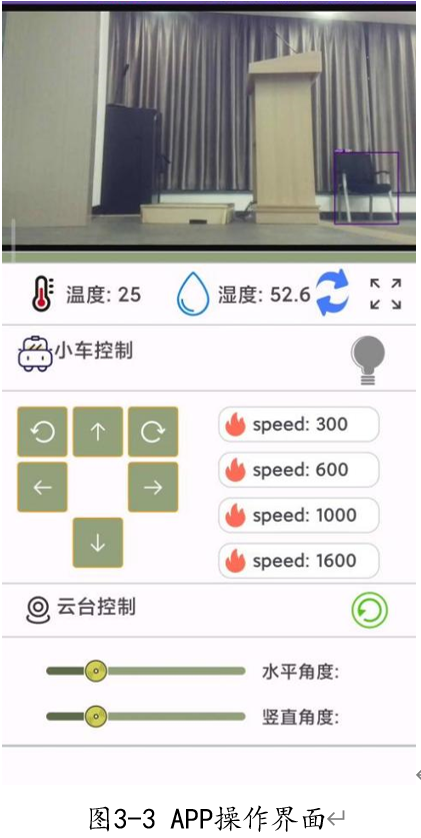 温度: 25 湿度: 52.6
小车控制
speed: 300
speed: 600
speed: 1000
speed: 1600
云台控制
水平角度:
竖直角度:
图3-3 APP操作界面